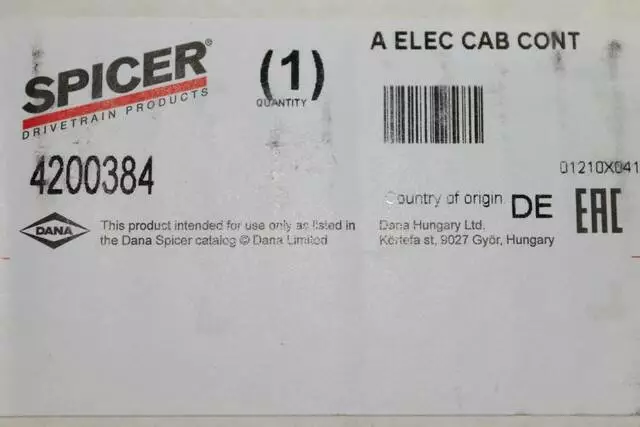 SPICER®
DRIVETRAIN PRODUCTS
(1)
QUANTITY
A ELEC CAB CONT
4200384
01210X041
Country of origin DE
EAC
DANA
This product intended for use only as listed in
the Dana Spicer catalog © Dana Limited
Dana Hungary Ltd.
Körtefa st, 9027 Győr, Hungary